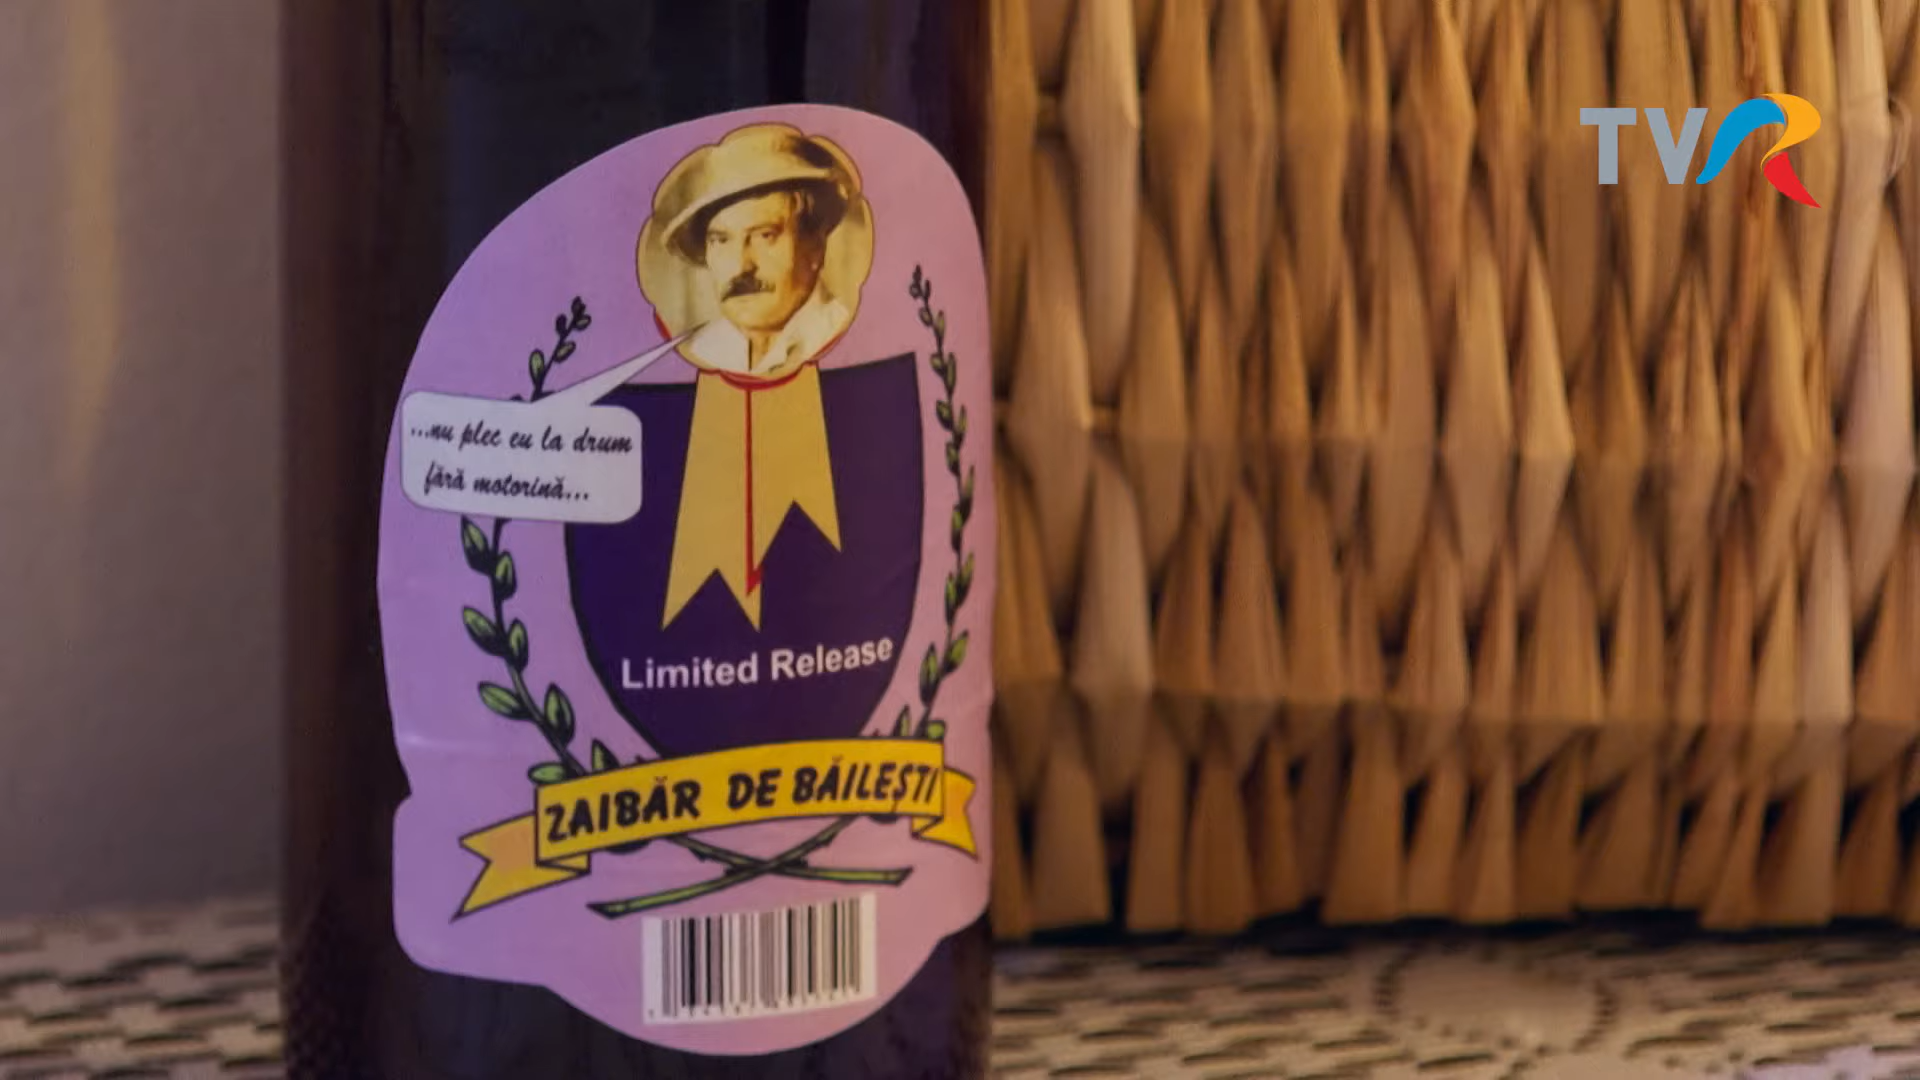 TVR
...nu plec eu la drum
fără motorină...
Limited Release
ZAIBĂR DE BĂILEȘTI